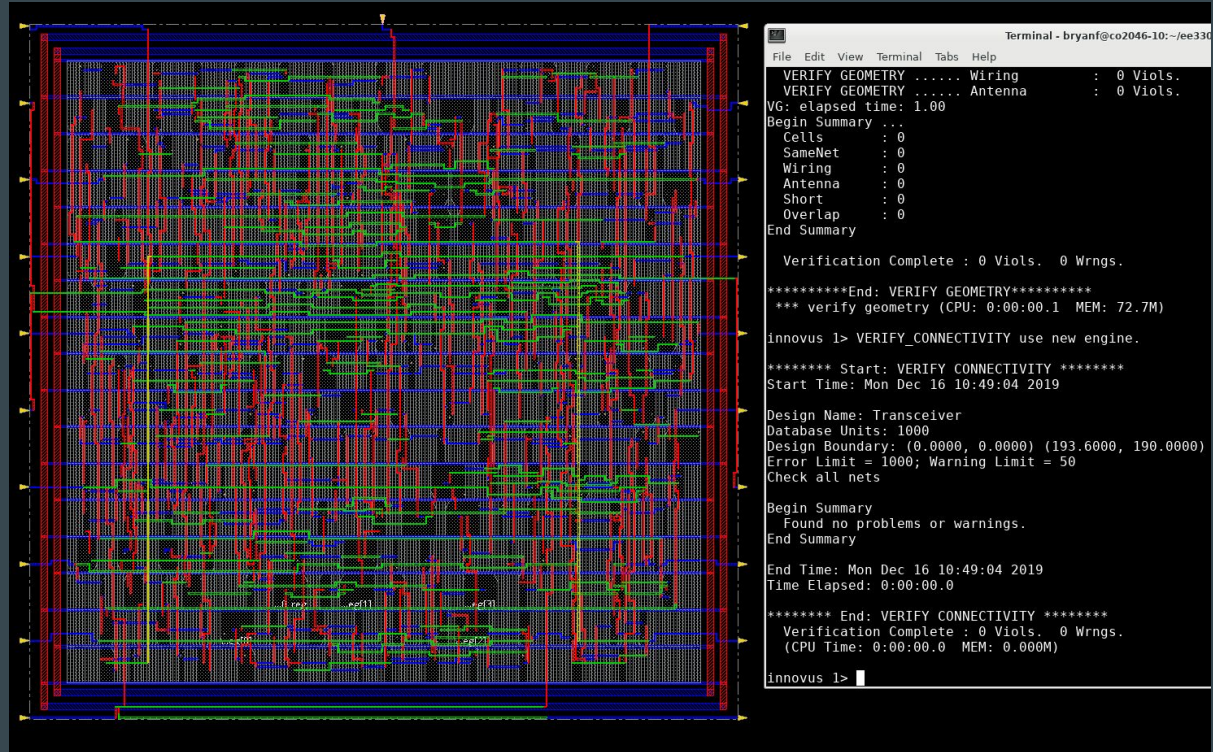 Terminal - bryanf@co2046-10:~/ee330
File Edit View Terminal Tabs Help
VERIFY GEOMETRY ...... Wiring : 0 Viols.
VERIFY GEOMETRY ...... Antenna : 0 Viols.
VG: elapsed time: 1.00
Begin Summary ...
Cells : 0
SameNet : 0
Wiring : 0
Antenna : 0
Short : 0
Overlap : 0
End Summary
Verification Complete : 0 Viols. 0 Wrngs.
**********End: VERIFY GEOMETRY**********
*** verify geometry (CPU: 0:00:00.1 MEM: 72.7M)
innovus 1> VERIFY_CONNECTIVITY use new engine.
******** Start: VERIFY CONNECTIVITY ********
Start Time: Mon Dec 16 10:49:04 2019
Design Name: Transceiver
Database Units: 1000
Design Boundary: (0.0000, 0.0000) (193.6000, 190.0000)
Error Limit = 1000; Warning Limit = 50
Check all nets
Begin Summary
Found no problems or warnings.
End Summary
End Time: Mon Dec 16 10:49:04 2019
Time Elapsed: 0:00:00.0
******** End: VERIFY CONNECTIVITY ********
Verification Complete : 0 Viols. 0 Wrngs.
(CPU Time: 0:00:00.0 MEM: 0.000M)
innovus 1>